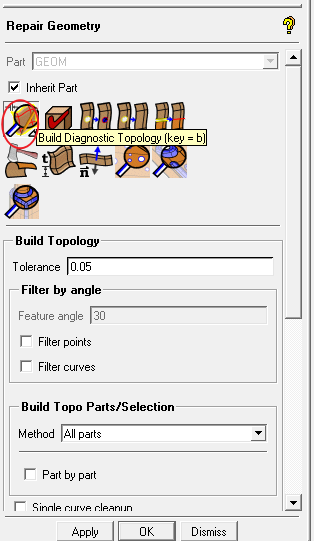 Repair Geometry
Part GEOM
Inherit Part
Build Diagnostic Topology (key = b)
Build Topology
Tolerance 0.05
Filter by angle
Feature angle 30
Filter points
Filter curves
Build Topo Parts/Selection
Method All parts
Part by part
Single curve cleanup
Apply OK Dismiss